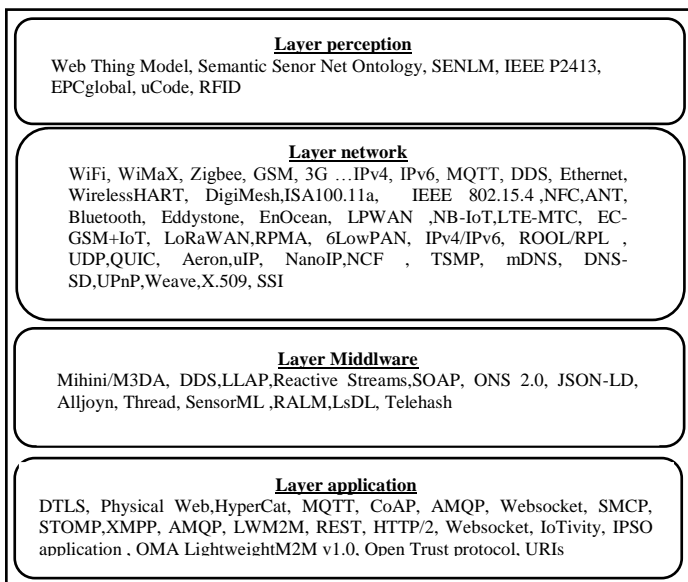 Layer perception
Web Thing Model, Semantic Senor Net Ontology, SENLM, IEEE P2413,
EPCglobal, uCode, RFID
Layer network
WiFi, WiMaX, Zigbee, GSM, 3G …IPv4, IPv6, MQTT, DDS, Ethernet,
WirelessHART, DigiMesh,ISA100.11a, IEEE 802.15.4 ,NFC,ANT,
Bluetooth, Eddystone, EnOcean, LPWAN ,NB-IoT,LTE-MTC, EC-
GSM+IoT, LoRaWAN,RPMA, 6LowPAN, IPv4/IPv6, ROOL/RPL ,
UDP,QUIC, Aeron,uIP, NanoIP,NCF , TSMP, mDNS, DNS-
SD,UPnP,Weave,X.509, SSI
Layer Middlware
Mihini/M3DA, DDS,LLAP,Reactive Streams,SOAP, ONS 2.0, JSON-LD,
Alljoyn, Thread, SensorML ,RALM,LsDL, Telehash
Layer application
DTLS, Physical Web,HyperCat, MQTT, CoAP, AMQP, Websocket, SMCP,
STOMP,XMPP, AMQP, LWM2M, REST, HTTP/2, Websocket, IoTivity, IPSO
application , OMA LightweightM2M v1.0, Open Trust protocol, URIs